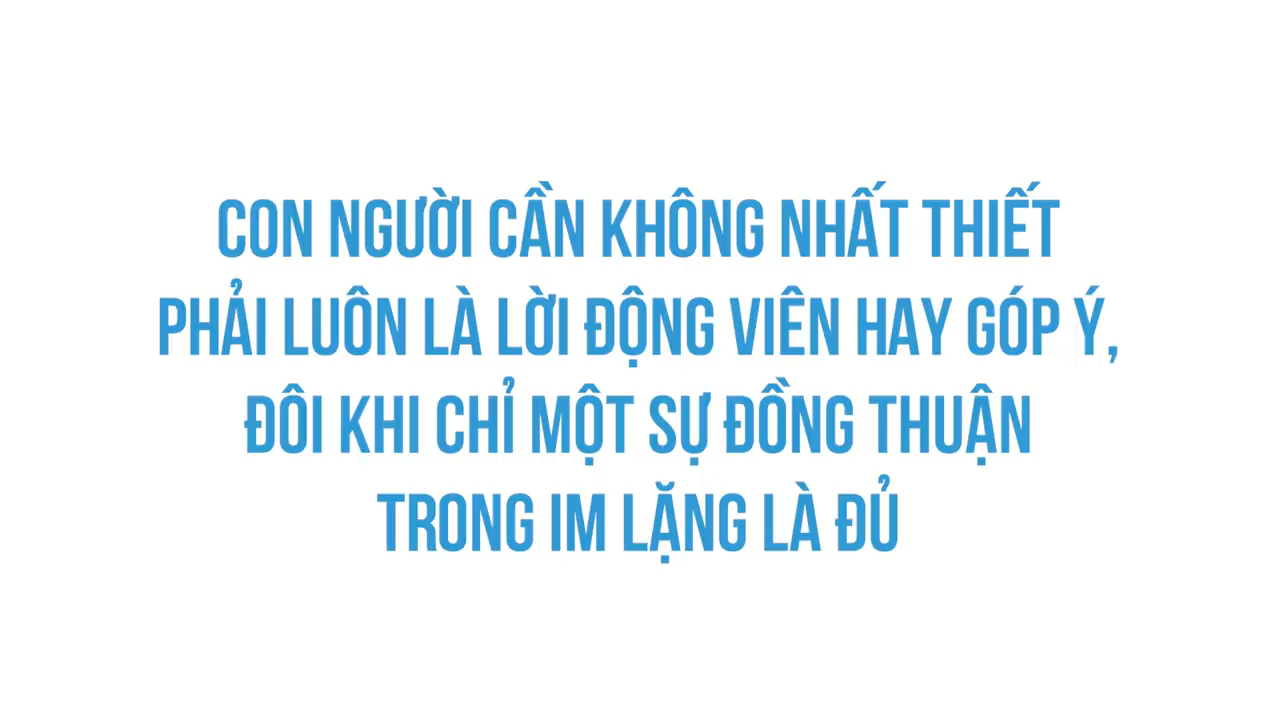 CON NGƯỜI CẦN KHÔNG NHẤT THIẾT
PHẢI LUÔN LÀ LỜI ĐỘNG VIÊN HAY GÓP Ý,
ĐÔI KHI CHỈ MỘT SỰ ĐỒNG THUẬN
TRONG IM LẶNG LÀ ĐỦ